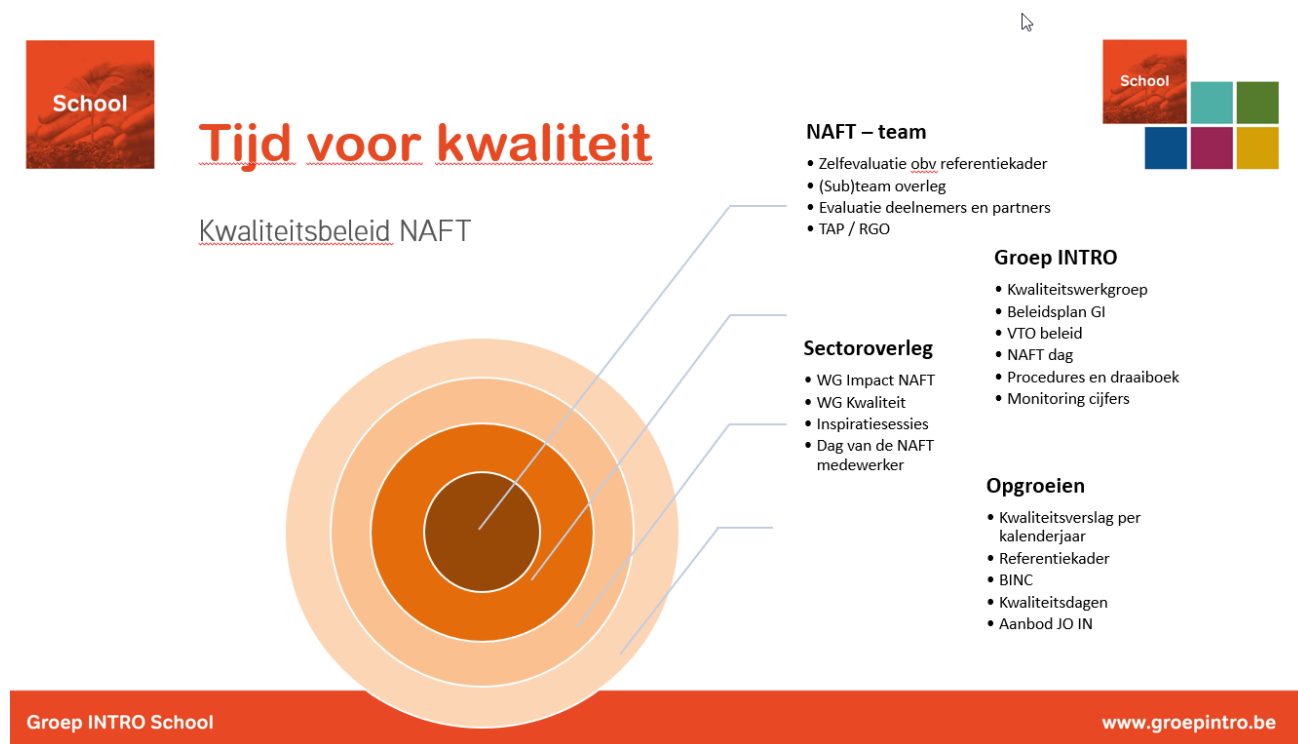 School
Tijd voor kwaliteit
Kwaliteitsbeleid NAFT
School
NAFT – team
• Zelfevaluatie obv referentiekader
• (Sub)team overleg
• Evaluatie deelnemers en partners
• TAP / RGO
Groep INTRO
• Kwaliteitswerkgroep
• Beleidsplan GI
• VTO beleid
• NAFT dag
• Procedures en draaiboek
• Monitoring cijfers
Sectoroverleg
• WG Impact NAFT
• WG Kwaliteit
• Inspiratiesessies
• Dag van de NAFT
medewerker
Opgroeien
• Kwaliteitsverslag per
kalenderjaar
• Referentiekader
• BINC
• Kwaliteitsdagen
• Aanbod JO IN
Groep INTRO School
www.groepintro.be